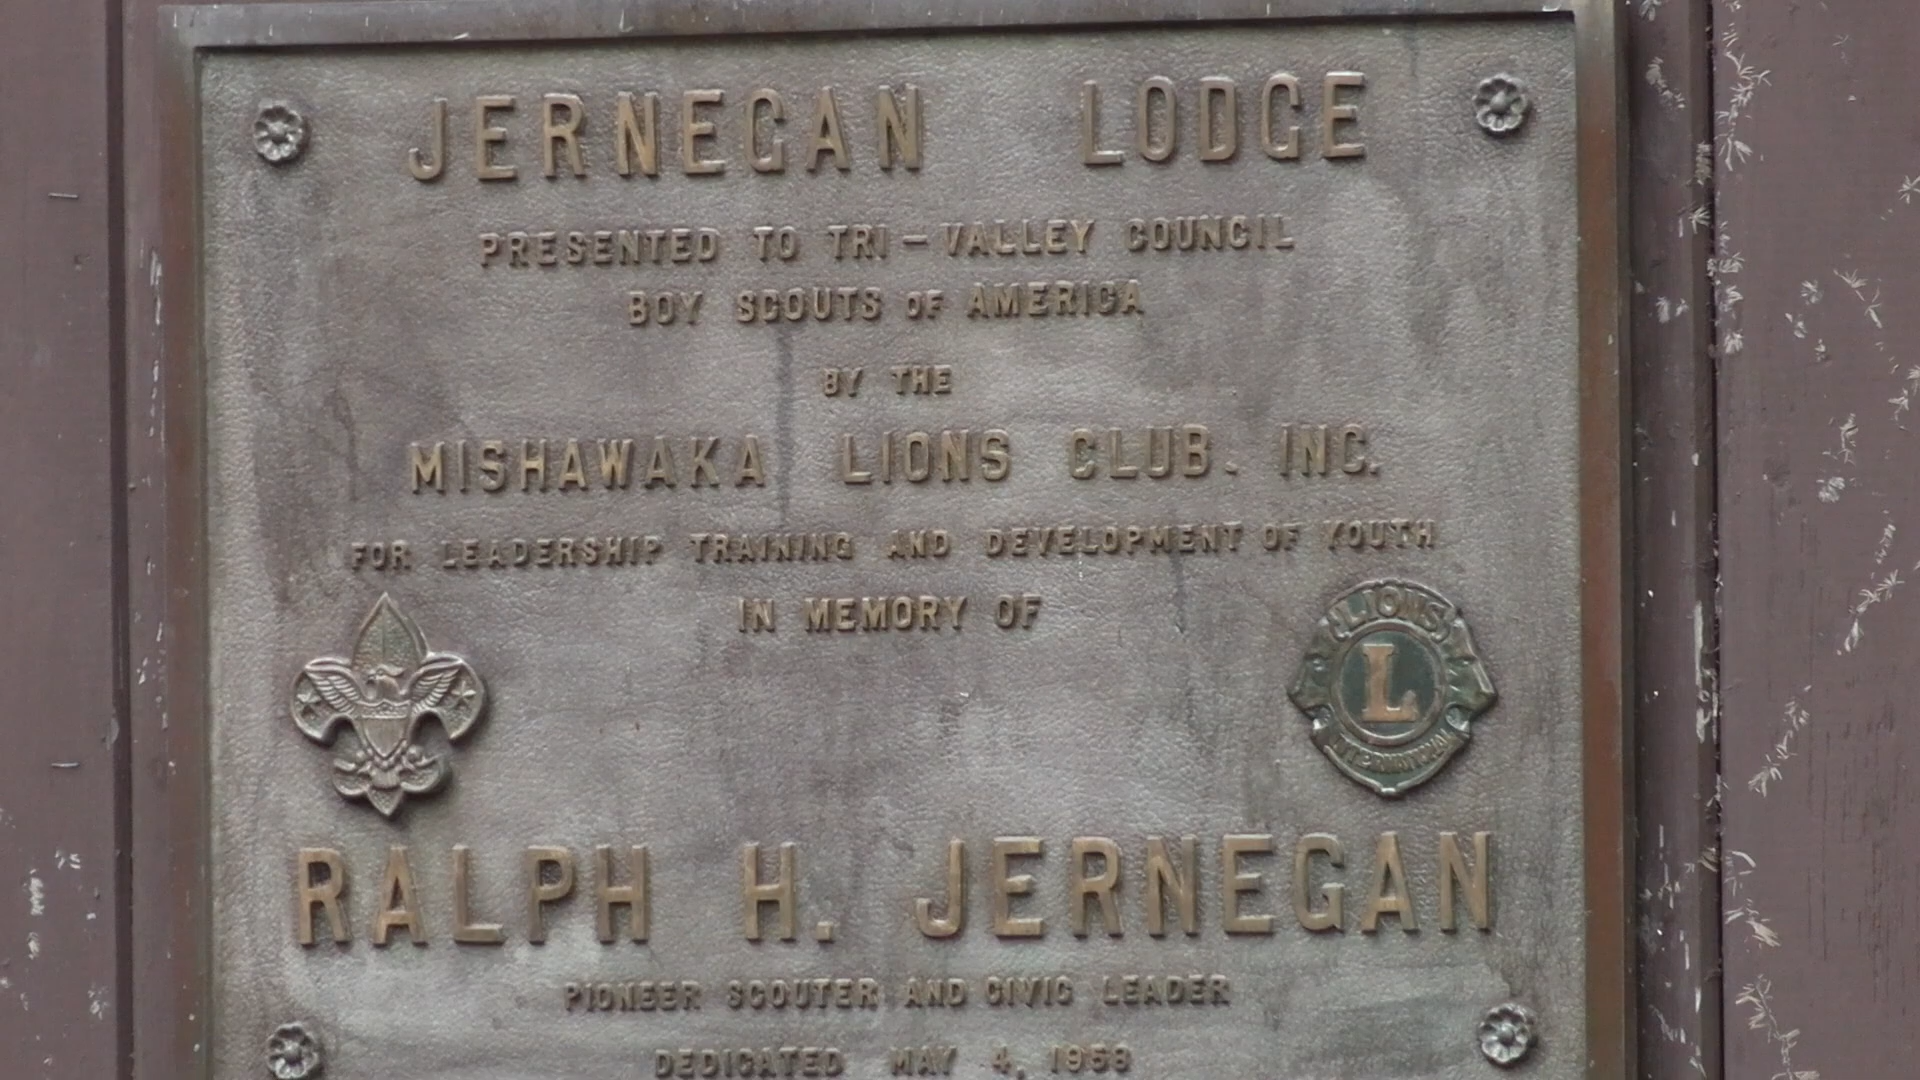 JERNEGAN LODGE
PRESENTED TO TRI-VALLEY COUNCIL
BOY SCOUTS OF AMERICA
BY THE
MISHAWAKA LIONS CLUB. INC.
FOR LEADERSHIP TRAINING AND DEVELOPMENT OF YOUTH
IN MEMORY OF
LIONS
L
INTERNATIONAL
RALPH H. JERNEGAN
PIONEER SCOUTER AND CIVIC LEADER
DEDICATED MAY 4, 1958